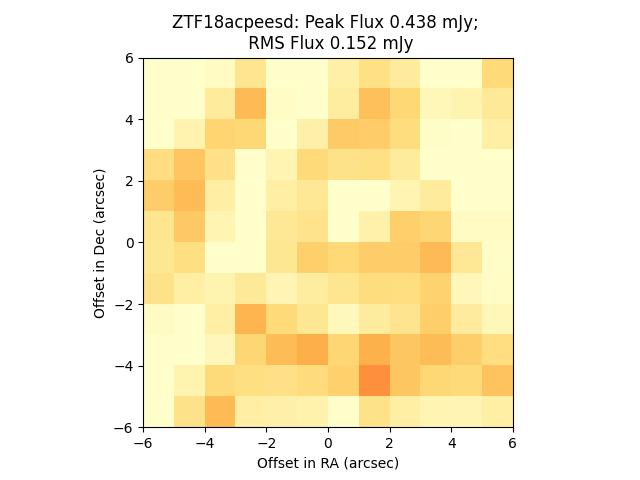 ZTF18acpeesd: Peak Flux 0.438 mJy;
RMS Flux 0.152 mJy
6
4
2
0
−2
−4
−6
Offset in Dec (arcsec)
−6 −4 −2 0 2 4 6
Offset in RA (arcsec)